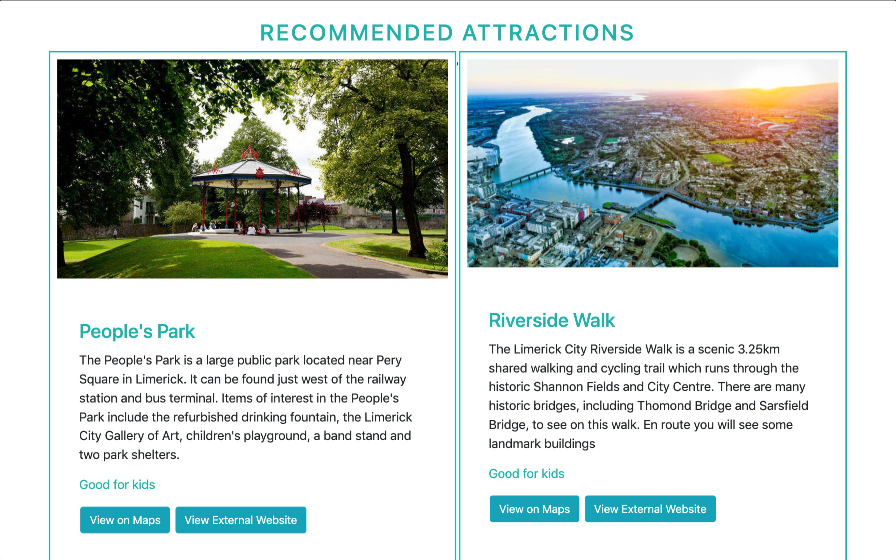 RECOMMENDED ATTRACTIONS
People's Park
The People's Park is a large public park located near Pery
Square in Limerick. It can be found just west of the railway
station and bus terminal. Items of interest in the People's
Park include the refurbished drinking fountain, the Limerick
City Gallery of Art, children's playground, a band stand and
two park shelters.
Good for kids
View on Maps
View External Website
Riverside Walk
The Limerick City Riverside Walk is a scenic 3.25km
shared walking and cycling trail which runs through the
historic Shannon Fields and City Centre. There are many
historic bridges, including Thomond Bridge and Sarsfield
Bridge, to see on this walk. En route you will see some
landmark buildings
Good for kids
View on Maps
View External Website